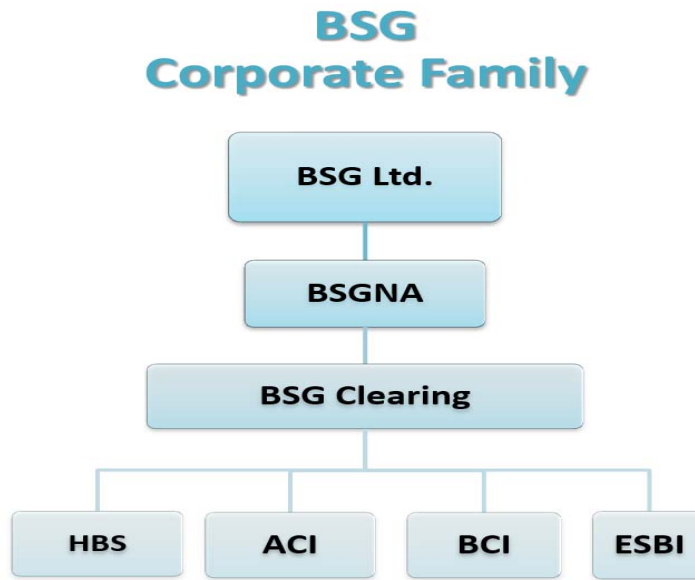 BSG
Corporate Family
BSG Ltd.
BSGNA
BSG Clearing
HBS
ACI
BCI
ESBI